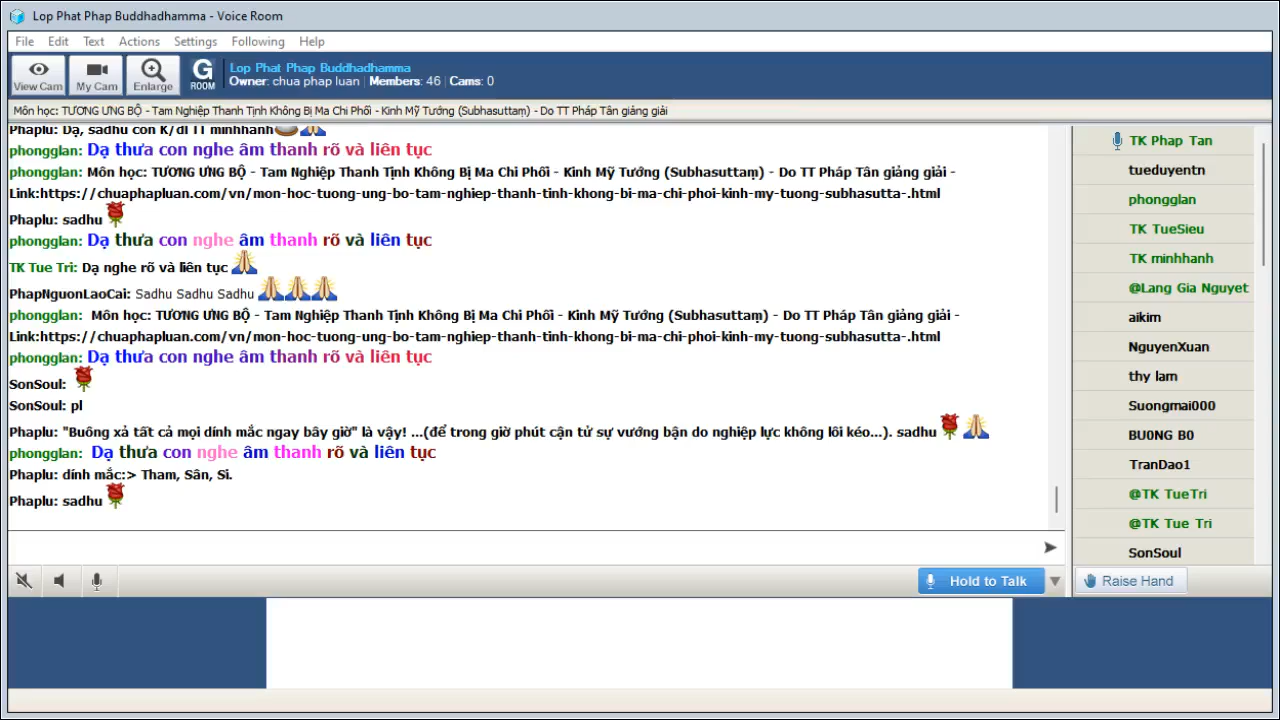 Lop Phat Phap Buddhadhamma - Voice Room
File Edit Text Actions Settings Following Help
View Cam
My Cam
Enlarge
G ROOM
Lop Phat Phap Buddhadhamma
Owner: chua phap luan | Members: 46 | Cams: 0
Môn học: TƯƠNG ƯNG BỘ - Tam Nghiệp Thanh Tịnh Không Bị Ma Chi Phối - Kinh Mỹ Tướng (Subhasuttaṃ) - Do TT Pháp Tân giảng giải
Phaplu: Dạ, sadhu con K/đĩ TT minhhanh
phongglan: Dạ thưa con nghe âm thanh rõ và liên tục
phongglan: Môn học: TƯƠNG ƯNG BỘ - Tam Nghiệp Thanh Tịnh Không Bị Ma Chi Phối - Kinh Mỹ Tướng (Subhasuttaṃ) - Do TT Pháp Tân giảng giải -
Link:https://chuaphapluan.com/vn/mon-hoc-tuong-ung-bo-tam-nghiep-thanh-tinh-khong-bi-ma-chi-phoi-kinh-my-tuong-subhasutta-.html
Phaplu: sadhu
phongglan: Dạ thưa con nghe âm thanh rõ và liên tục
TK Tue Tri: Dạ nghe rõ và liên tục
PhapNguonLaoCai: Sadhu Sadhu Sadhu
phongglan: Môn học: TƯƠNG ƯNG BỘ - Tam Nghiệp Thanh Tịnh Không Bị Ma Chi Phối - Kinh Mỹ Tướng (Subhasuttaṃ) - Do TT Pháp Tân giảng giải -
Link:https://chuaphapluan.com/vn/mon-hoc-tuong-ung-bo-tam-nghiep-thanh-tinh-khong-bi-ma-chi-phoi-kinh-my-tuong-subhasutta-.html
phongglan: Dạ thưa con nghe âm thanh rõ và liên tục
SonSoul:
SonSoul: pl
Phaplu: "Buông xả tất cả mọi dính mắc ngay bây giờ" là vậy! ...(để trong giờ phút cận tử sự vướng bận do nghiệp lực không lôi kéo...). sadhu
phongglan: Dạ thưa con nghe âm thanh rõ và liên tục
Phaplu: dính mắc:> Tham, Sân, Si.
Phaplu: sadhu
TK Phap Tan
tueduyentn
phongglan
TK TueSieu
TK minhhanh
@Lang Gia Nguyet
aikim
NguyenXuan
thy lam
Suongmai000
BU0NG B0
TranDao1
@TK TueTri
@TK Tue Tri
SonSoul
Hold to Talk
Raise Hand